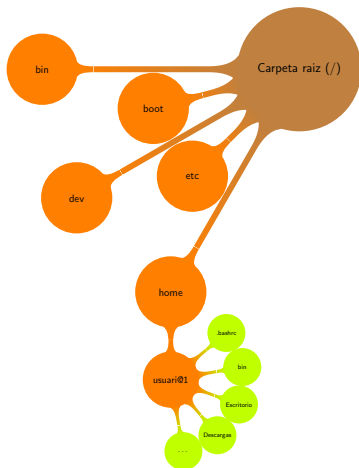 Carpeta raiz (/)
bin
boot
etc
dev
home
usuari@1
.bashrc
bin
Escritorio
Descargas
...